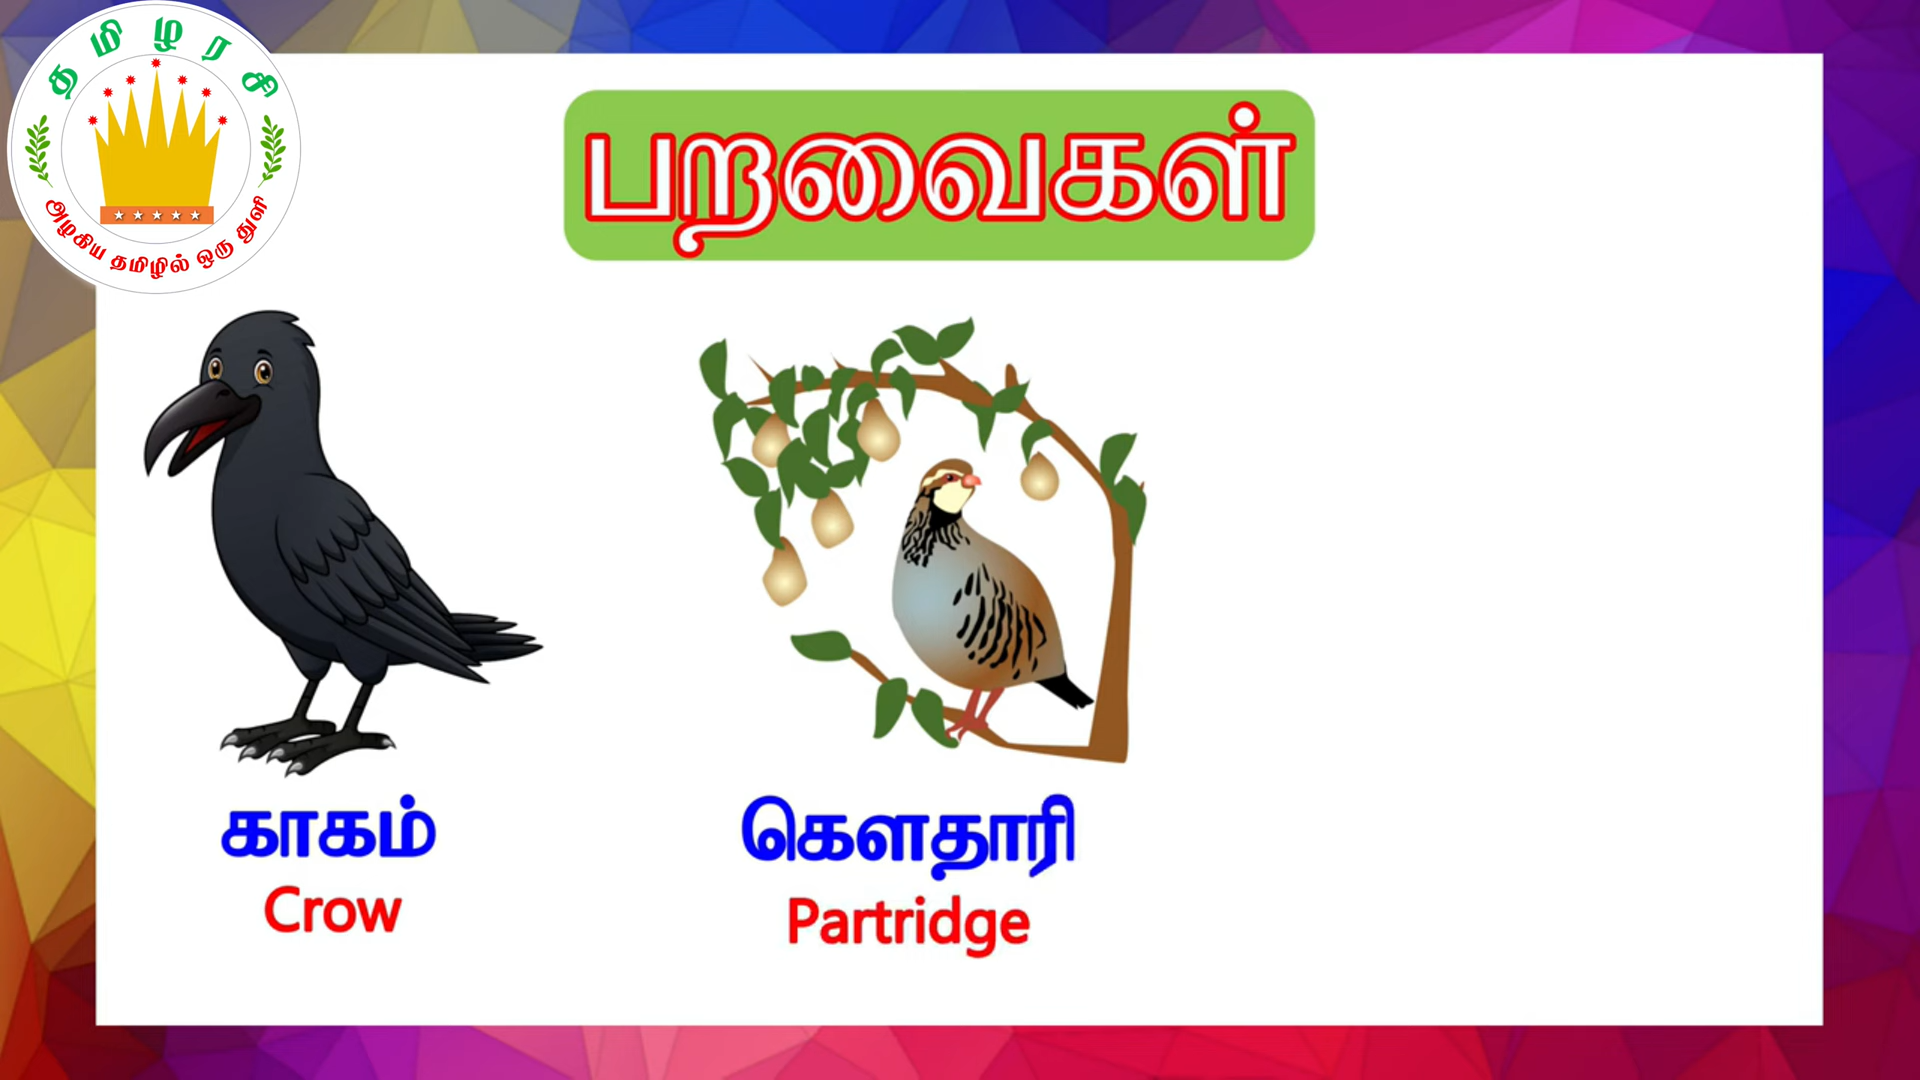 தமிழரசி
அழகிய தமிழில் ஒரு துளி
பறவைகள்
காகம்
Crow
கௌதாரி
Partridge